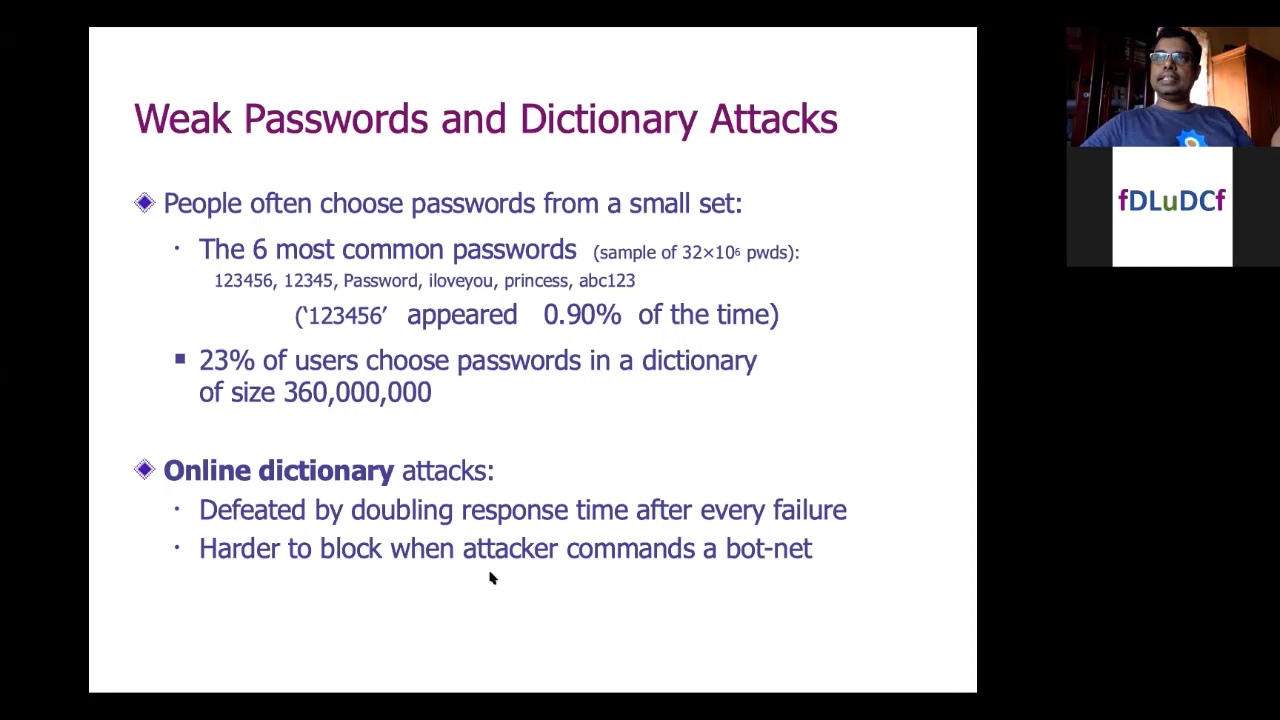 Weak Passwords and Dictionary Attacks
People often choose passwords from a small set:
The 6 most common passwords (sample of 32×10⁶ pwds):
123456, 12345, Password, iloveyou, princess, abc123
(‘123456’ appeared 0.90% of the time)
23% of users choose passwords in a dictionary
of size 360,000,000
Online dictionary attacks:
Defeated by doubling response time after every failure
Harder to block when attacker commands a bot-net
fDLuDCf